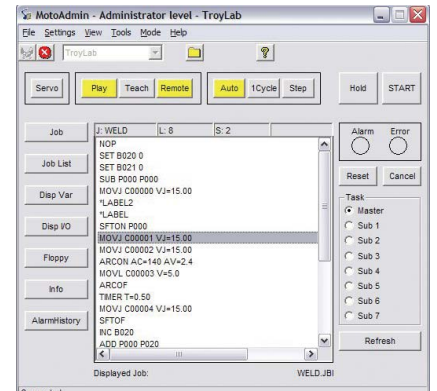 MotoAdmin - Administrator level - TroyLab
File Settings View Tools Mode Help
TroyLab
Servo Play Teach Remote Auto 1Cycle Step Hold START
Job
Job List
Disp Var
Disp I/O
Floppy
Info
AlarmHistory
J: WELD L: 8 S: 2
NOP
SET B020 0
SET B021 0
SUB P000 P000
MOVJ C00000 VJ=15.00
*LABEL2
*LABEL
SFTON P000
MOVJ C00001 VJ=15.00
MOVJ C00002 VJ=15.00
ARCON AC=140 AV=2.4
MOVL C00003 V=5.0
ARCOF
TIMER T=0.50
MOVJ C00004 VJ=15.00
SFTOF
INC B020
ADD P000 P020
Displayed Job: WELD.JBI
Alarm Error
Reset Cancel
Task
Master
Sub 1
Sub 2
Sub 3
Sub 4
Sub 5
Sub 6
Sub 7
Refresh